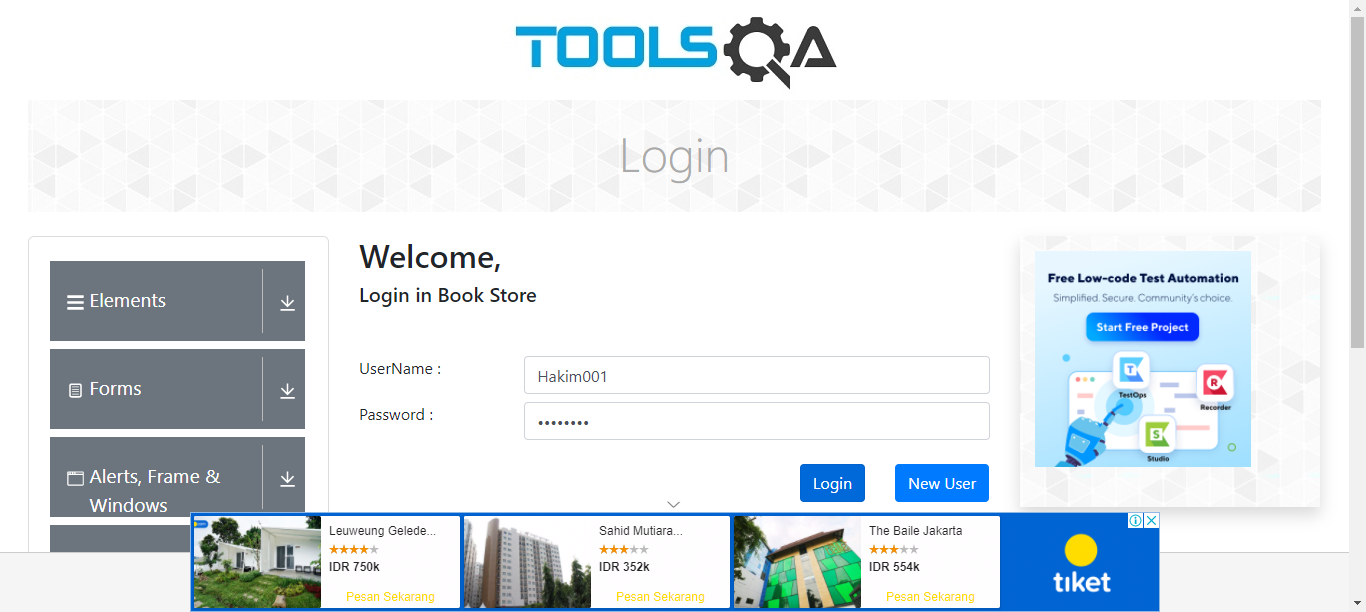 TOOLSQA
Login
Elements
Forms
Alerts, Frame &
Windows
Welcome,
Login in Book Store
UserName :
Hakim001
Password :
••••••••
Login
New User
Free Low-code Test Automation
Simplified. Secure. Community's choice.
Start Free Project
TestOps
Recorder
Studio
Leuweung Gelede...
IDR 750k
Pesan Sekarang
Sahid Mutiara...
IDR 352k
Pesan Sekarang
The Baile Jakarta
IDR 554k
Pesan Sekarang
tiket